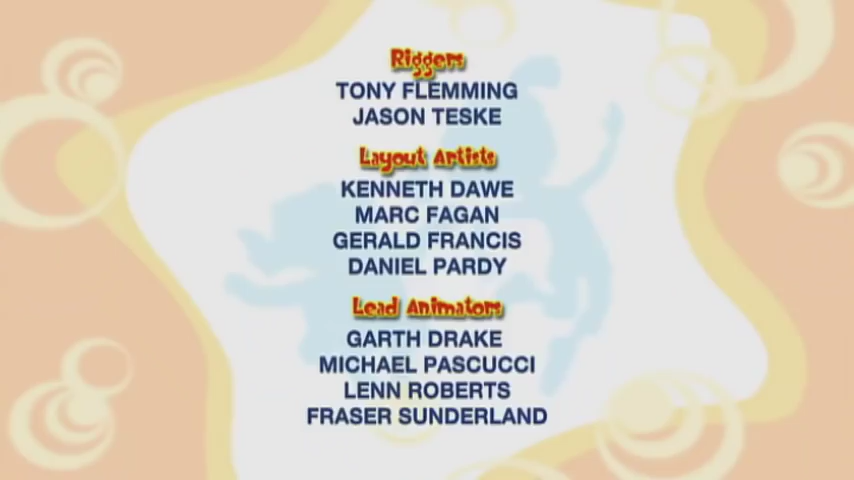 Riggers
TONY FLEMMING
JASON TESKE
Layout Artists
KENNETH DAWE
MARC FAGAN
GERALD FRANCIS
DANIEL PARDY
Lead Animators
GARTH DRAKE
MICHAEL PASCUCCI
LENN ROBERTS
FRASER SUNDERLAND